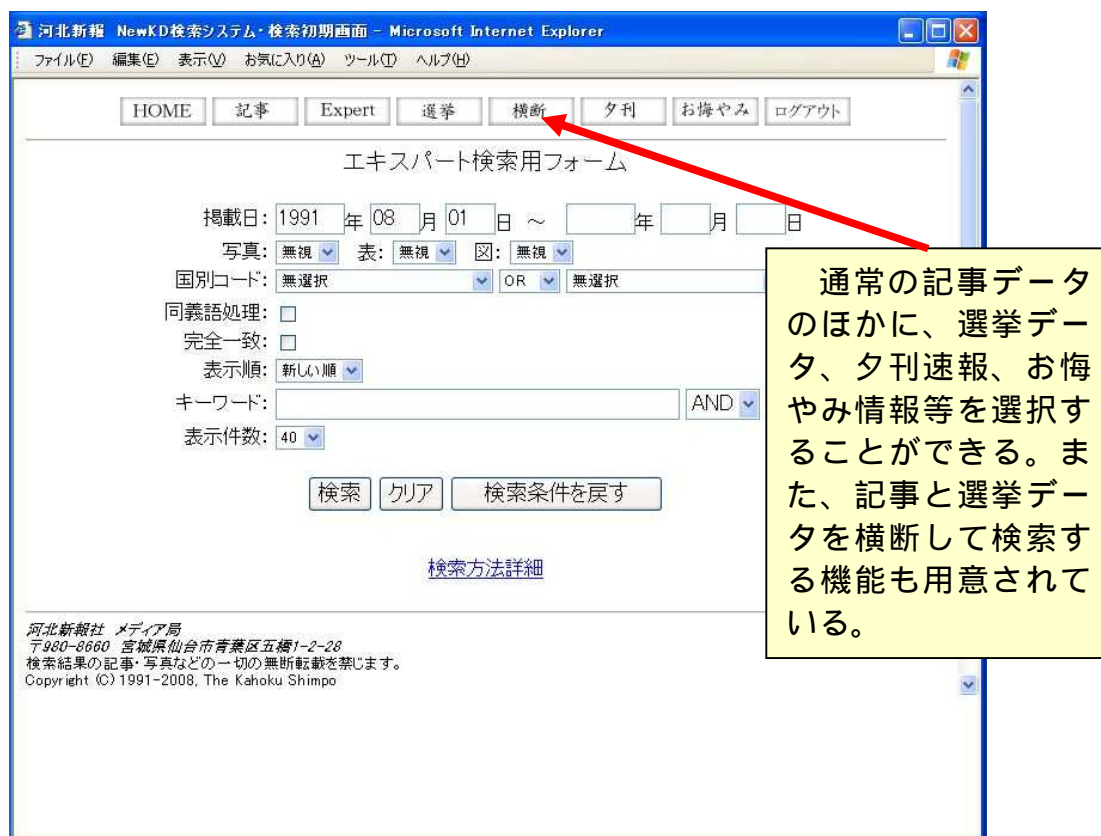 河北新報 NewKD検索システム・検索初期画面 - Microsoft Internet Explorer
ファイル(F) 編集(E) 表示(V) お気に入り(A) ツール(T) ヘルプ(H)
HOME 記事 Expert 選挙 横断 夕刊 お悔やみ ログアウト
エキスパート検索用フォーム
掲載日: 1991 年 08 月 01 日 ～ 年 月 日
写真: 無視 表: 無視 図: 無視
国別コード: 無選択 OR 無選択
同義語処理:
完全一致:
表示順: 新しい順
キーワード: AND
表示件数: 40
検索 クリア 検索条件を戻す
検索方法詳細
河北新報社 メディア局
〒980-8660 宮城県仙台市青葉区五橋1-2-28
検索結果の記事・写真などの一切の無断転載を禁じます。
Copyright (C) 1991-2008, The Kahoku Shimpo
通常の記事データ
のほかに、選挙デー
タ、夕刊速報、お悔
やみ情報等を選択す
ることができる。ま
た、記事と選挙デー
タを横断して検索す
る機能も用意されて
いる。